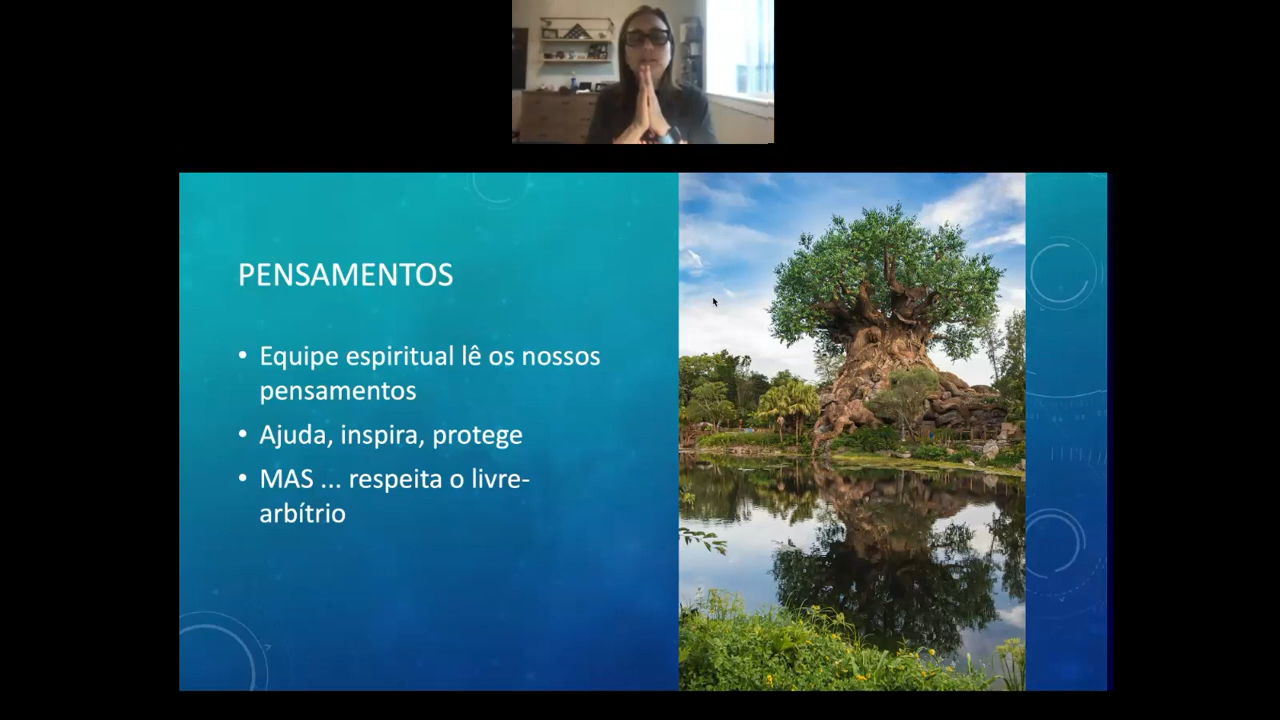 PENSAMENTOS
• Equipe espiritual lê os nossos
pensamentos
• Ajuda, inspira, protege
• MAS ... respeita o livre-
arbítrio